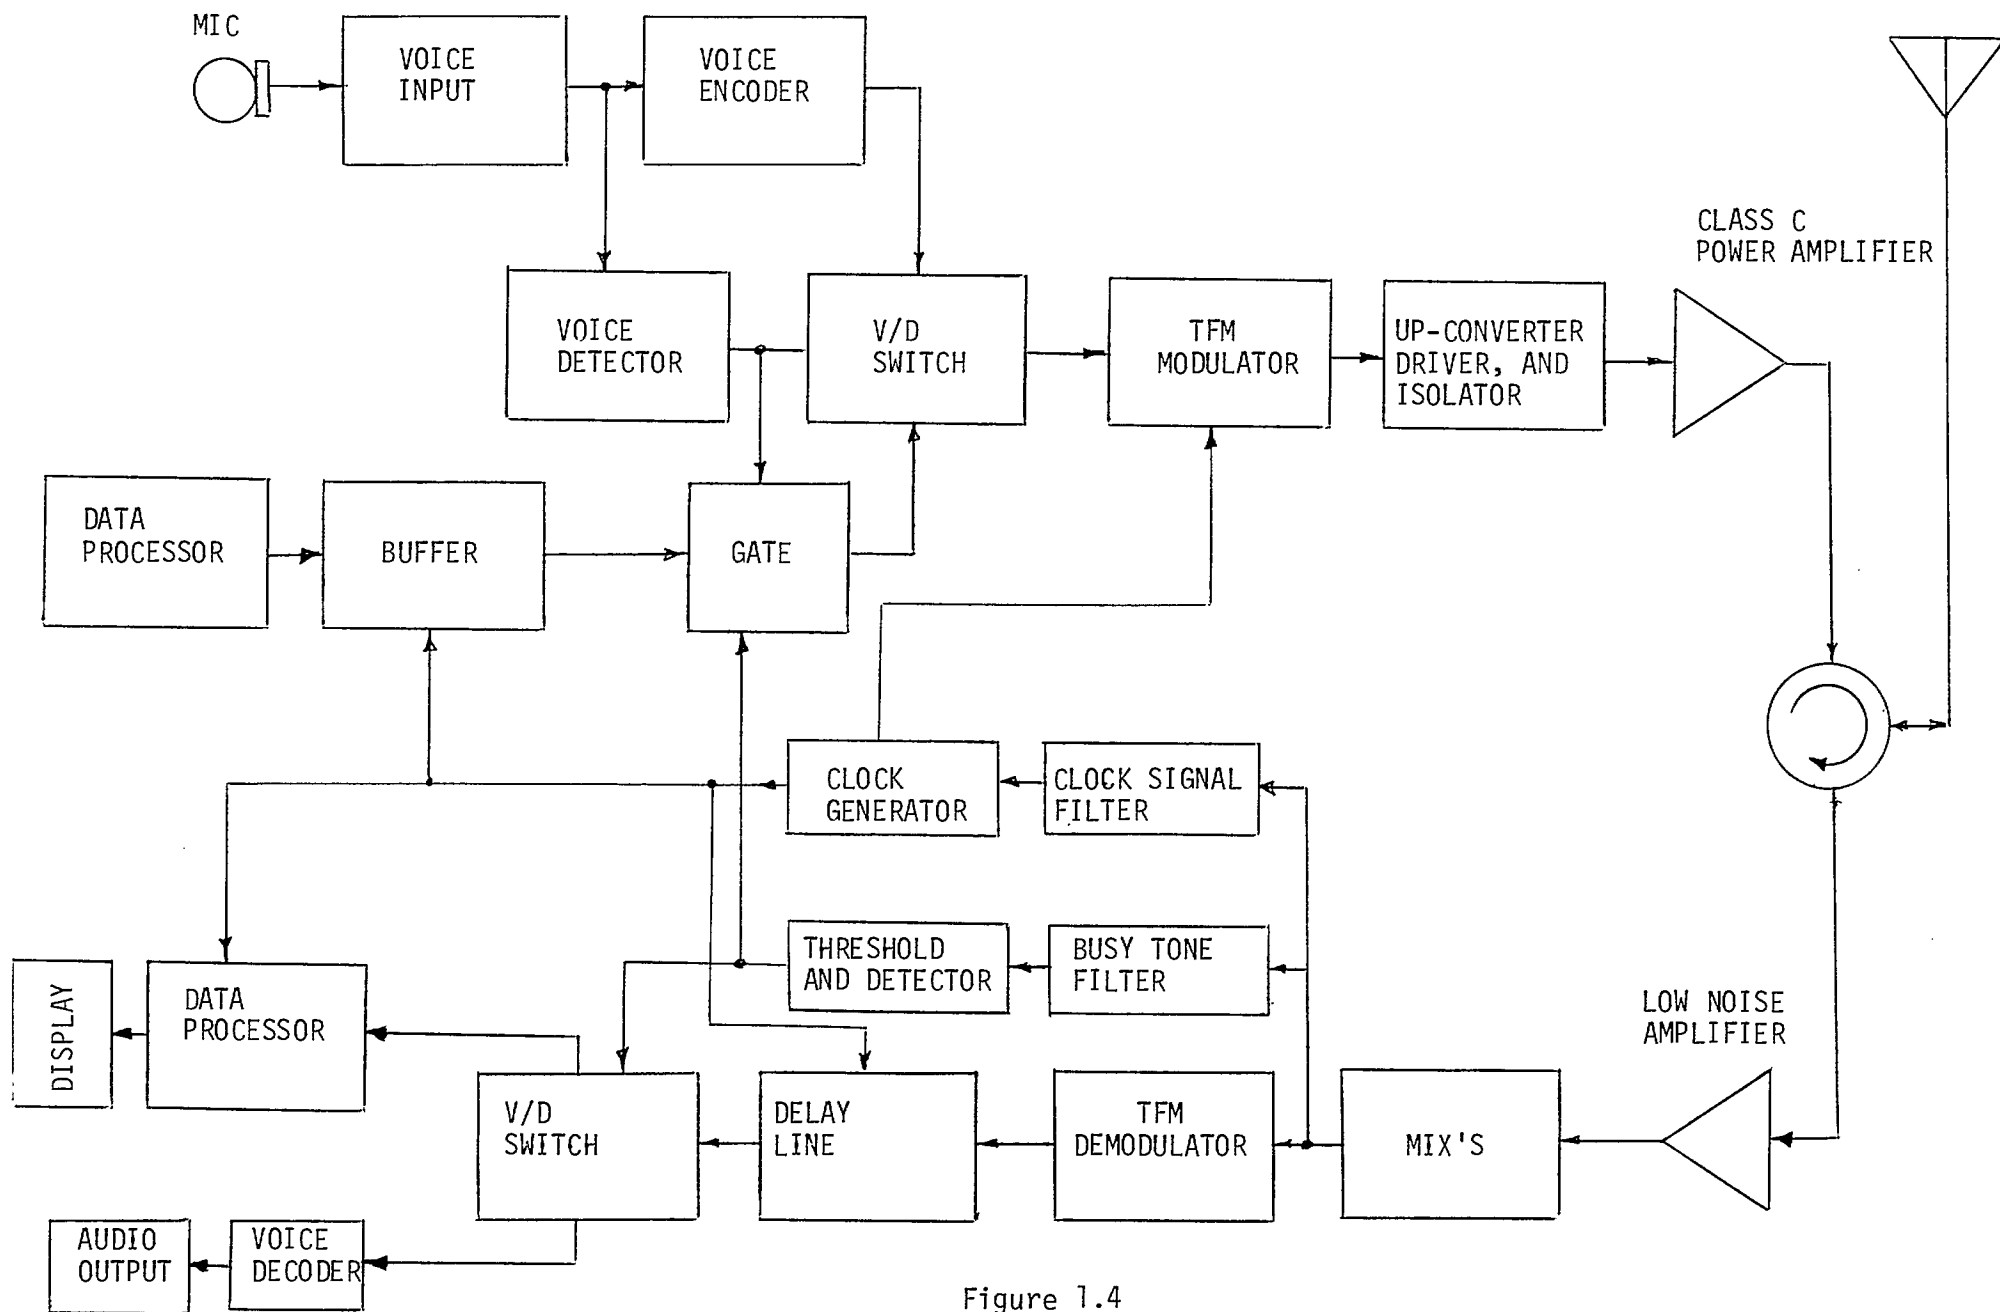 MIC
VOICE
INPUT
VOICE
ENCODER
CLASS C
POWER AMPLIFIER
VOICE
DETECTOR
V/D
SWITCH
TFM
MODULATOR
UP-CONVERTER
DRIVER, AND
ISOLATOR
DATA
PROCESSOR
BUFFER
GATE
CLOCK
GENERATOR
CLOCK SIGNAL
FILTER
THRESHOLD
AND DETECTOR
BUSY TONE
FILTER
DISPLAY
DATA
PROCESSOR
LOW NOISE
AMPLIFIER
V/D
SWITCH
DELAY
LINE
TFM
DEMODULATOR
MIX'S
AUDIO
OUTPUT
VOICE
DECODER
Figure 1.4